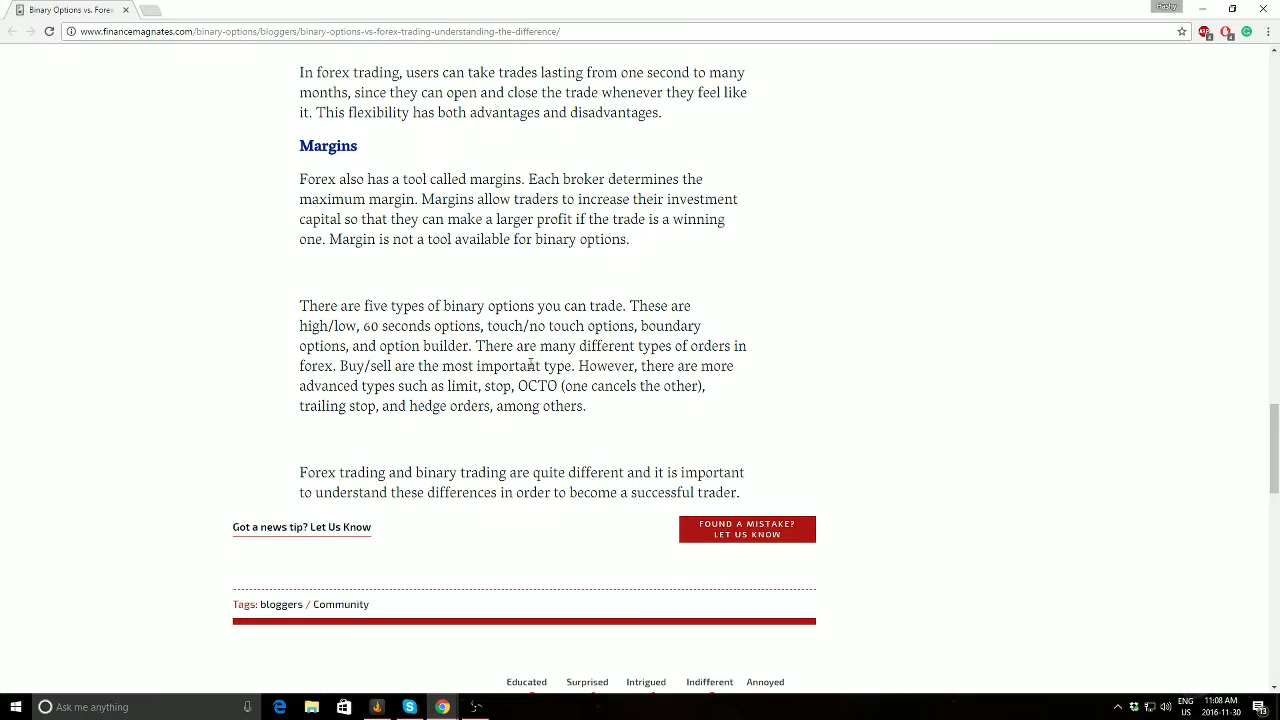 Binary Options vs. Forex
Hashy
www.financemagnates.com/binary-options/bloggers/binary-options-vs-forex-trading-understanding-the-difference/
In forex trading, users can take trades lasting from one second to many
months, since they can open and close the trade whenever they feel like
it. This flexibility has both advantages and disadvantages.
Margins
Forex also has a tool called margins. Each broker determines the
maximum margin. Margins allow traders to increase their investment
capital so that they can make a larger profit if the trade is a winning
one. Margin is not a tool available for binary options.
There are five types of binary options you can trade. These are
high/low, 60 seconds options, touch/no touch options, boundary
options, and option builder. There are many different types of orders in
forex. Buy/sell are the most important type. However, there are more
advanced types such as limit, stop, OCTO (one cancels the other),
trailing stop, and hedge orders, among others.
Forex trading and binary trading are quite different and it is important
to understand these differences in order to become a successful trader.
Got a news tip? Let Us Know
FOUND A MISTAKE?
LET US KNOW
Tags: bloggers / Community
Educated Surprised Intrigued Indifferent Annoyed
Ask me anything
ENG
US
11:08 AM
2016-11-30